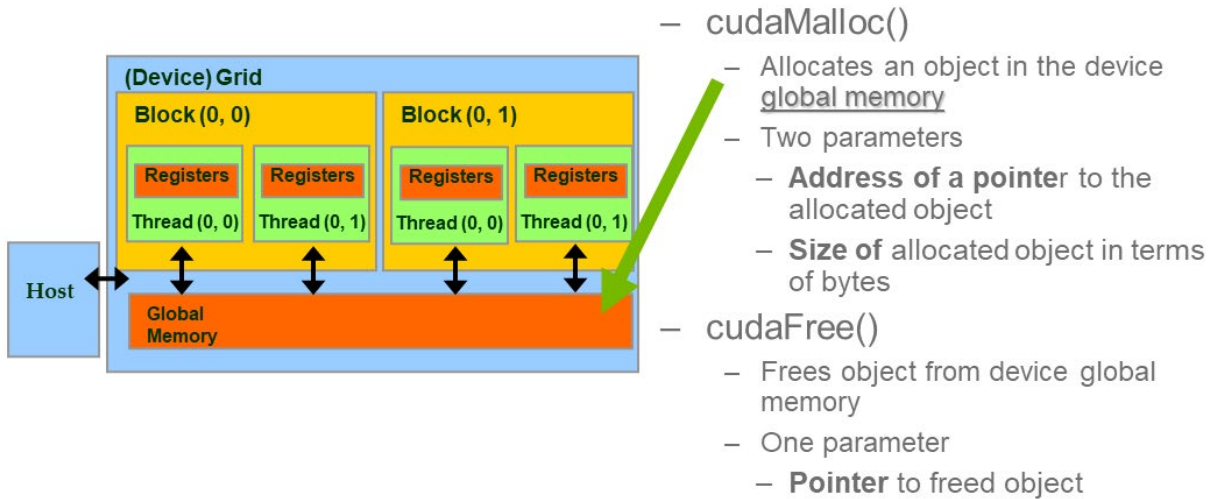 (Device) Grid
Block (0, 0)
Block (0, 1)
Registers
Registers
Registers
Registers
Thread (0, 0)
Thread (0, 1)
Thread (0, 0)
Thread (0, 1)
Host
Global
Memory
– cudaMalloc()
– Allocates an object in the device
global memory
– Two parameters
– Address of a pointer to the
allocated object
– Size of allocated object in terms
of bytes
– cudaFree()
– Frees object from device global
memory
– One parameter
– Pointer to freed object